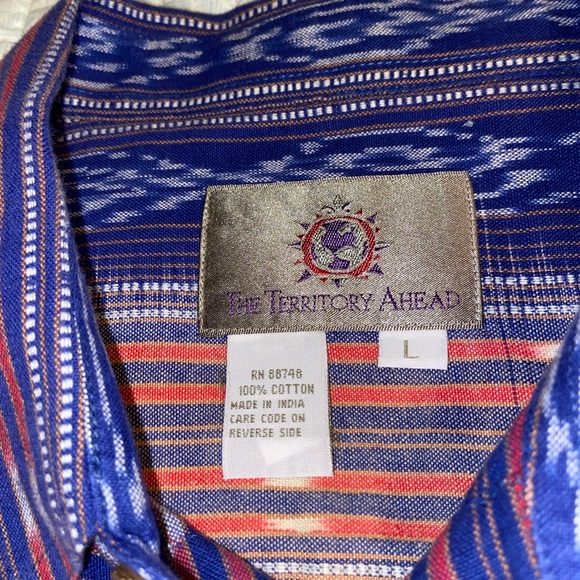 THE TERRITORY AHEAD
L
RN 88748
100% COTTON
MADE IN INDIA
CARE CODE ON
REVERSE SIDE